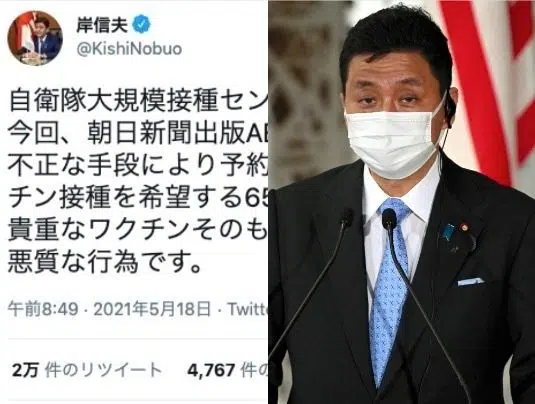 岸信夫
@KishiNobuo
自衛隊大規模接種セン
今回、朝日新聞出版AE
不正な手段により予約
チン接種を希望する65
貴重なワクチンそのも
悪質な行為です。
午前8:49 · 2021年5月18日 · Twitte
2万 件のリツイート 4,767 件の